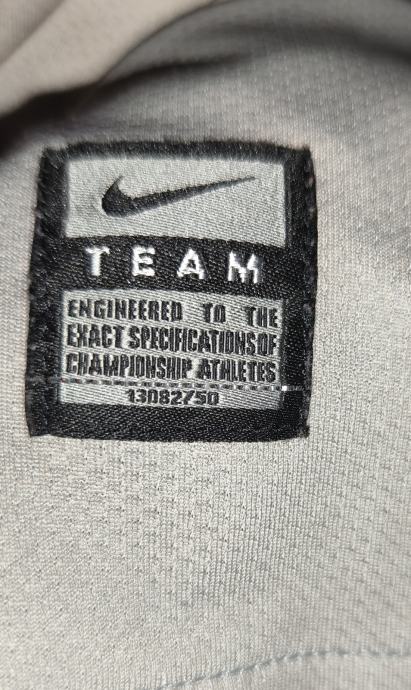 TEAM
ENGINEERED TO THE
EXACT SPECIFICATIONS OF
CHAMPIONSHIP ATHLETES
13082/50